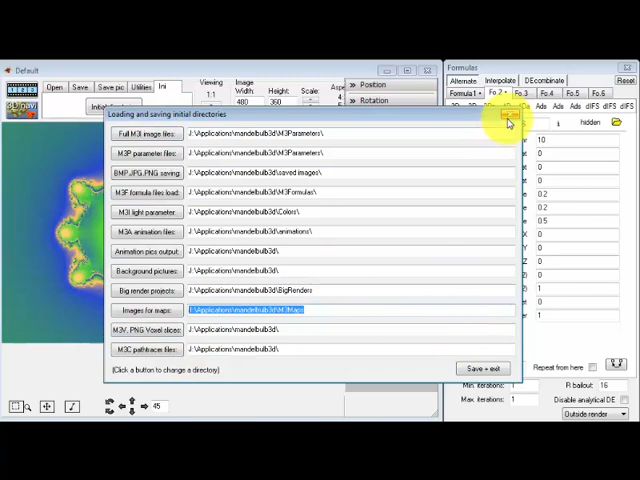 Default
Open Save Save pic Utilities Ini
Viewing 1:1
Image Width: 480
Height: 360
Scale:
Position
Rotation
Formulas
Alternate Interpolate DEcombinate Reset
Formula 1 Fo.2 Fo.3 Fo.4 Fo.5 Fo.6
Ads Ads dIFS
hidden
10
0
0
0
0.2
0.2
0.5
0
0
0
1
0
1
Loading and saving initial directories
Full M3I image files: J:\Applications\mandelbulb3d\M3Parameters\
M3P parameter files: J:\Applications\mandelbulb3d\M3Parameters\
BMP,JPG,PNG saving: J:\Applications\mandelbulb3d\saved images\
M3F formula files load: J:\Applications\mandelbulb3d\M3Formulas\
M3I light parameter: J:\Applications\mandelbulb3d\Colors\
M3A animation files: J:\Applications\mandelbulb3d\animations\
Animation pics output: J:\Applications\mandelbulb3d\
Background pictures: J:\Applications\mandelbulb3d\
Big render projects: J:\Applications\mandelbulb3d\BigRenders
Images for maps: J:\Applications\mandelbulb3d\M3Maps
M3V, PNG Voxel slices: J:\Applications\mandelbulb3d\
M3C pathtracer files: J:\Applications\mandelbulb3d\
(Click a button to change a directory)
Save + exit
Repeat from here
Min. iterations: 1 R bailout: 16
Max. iterations: 1 Disable analytical DE
Outside render
45